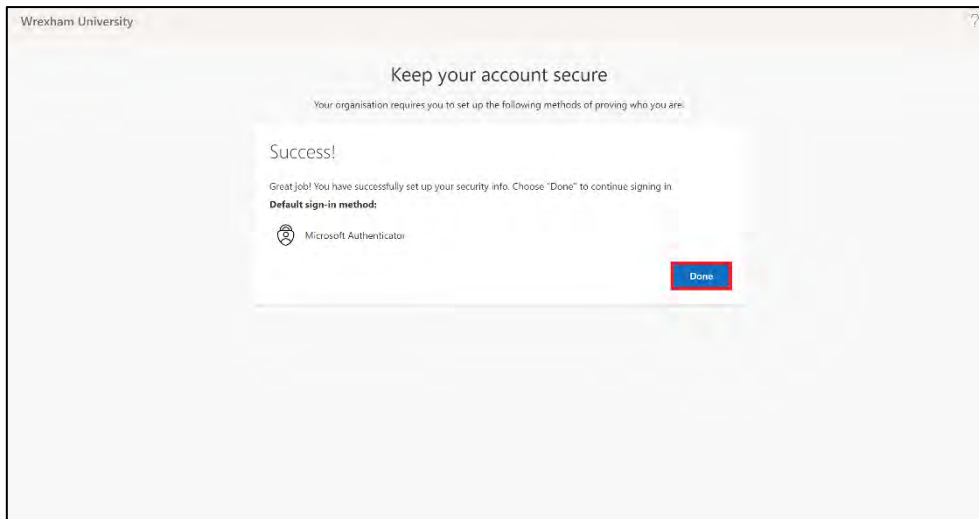 Wrexham University
?
Keep your account secure
Your organisation requires you to set up the following methods of proving who you are.
Success!
Great job! You have successfully set up your security info. Choose "Done" to continue signing in.
Default sign-in method:
Microsoft Authenticator
Done